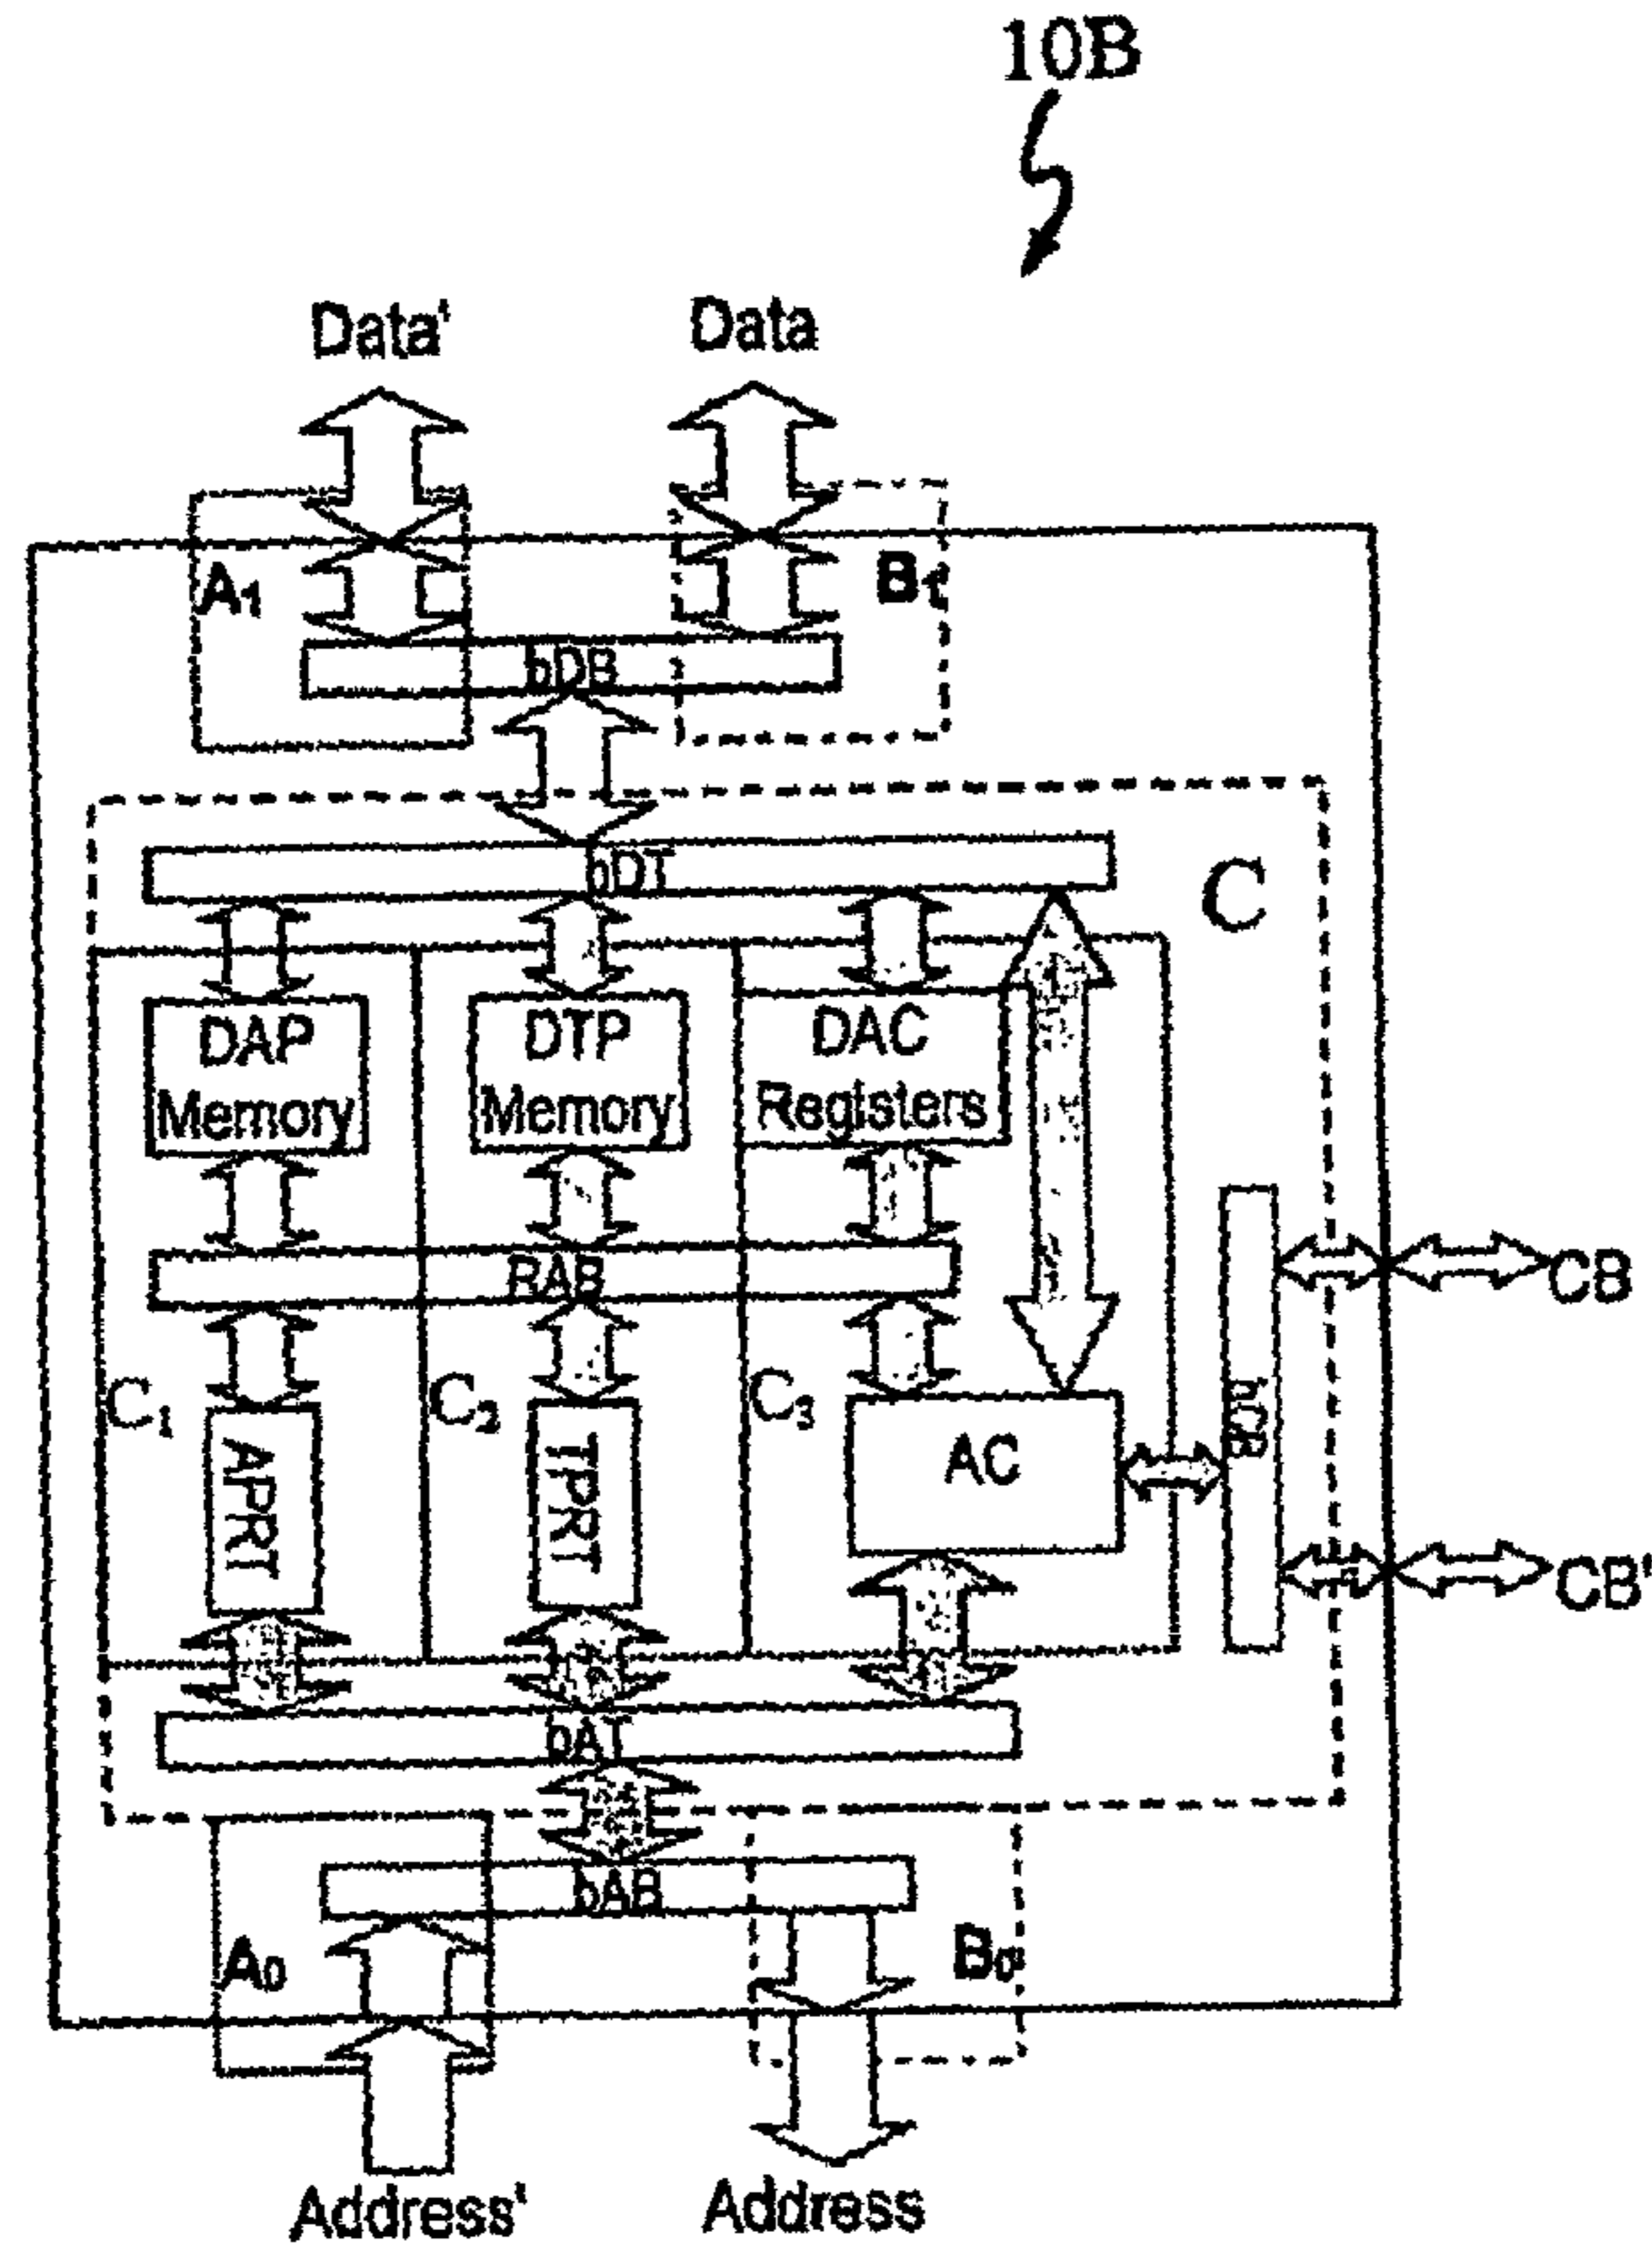 10B
Data' Data
A1 B1
bDB
bDT
C
DAP Memory
DTP Memory
DAC Registers
RAB
CB
C1 C2 C3
APRT
TPRT
AC
bCB
CB'
bAT
bAB
A0 B0
Address' Address